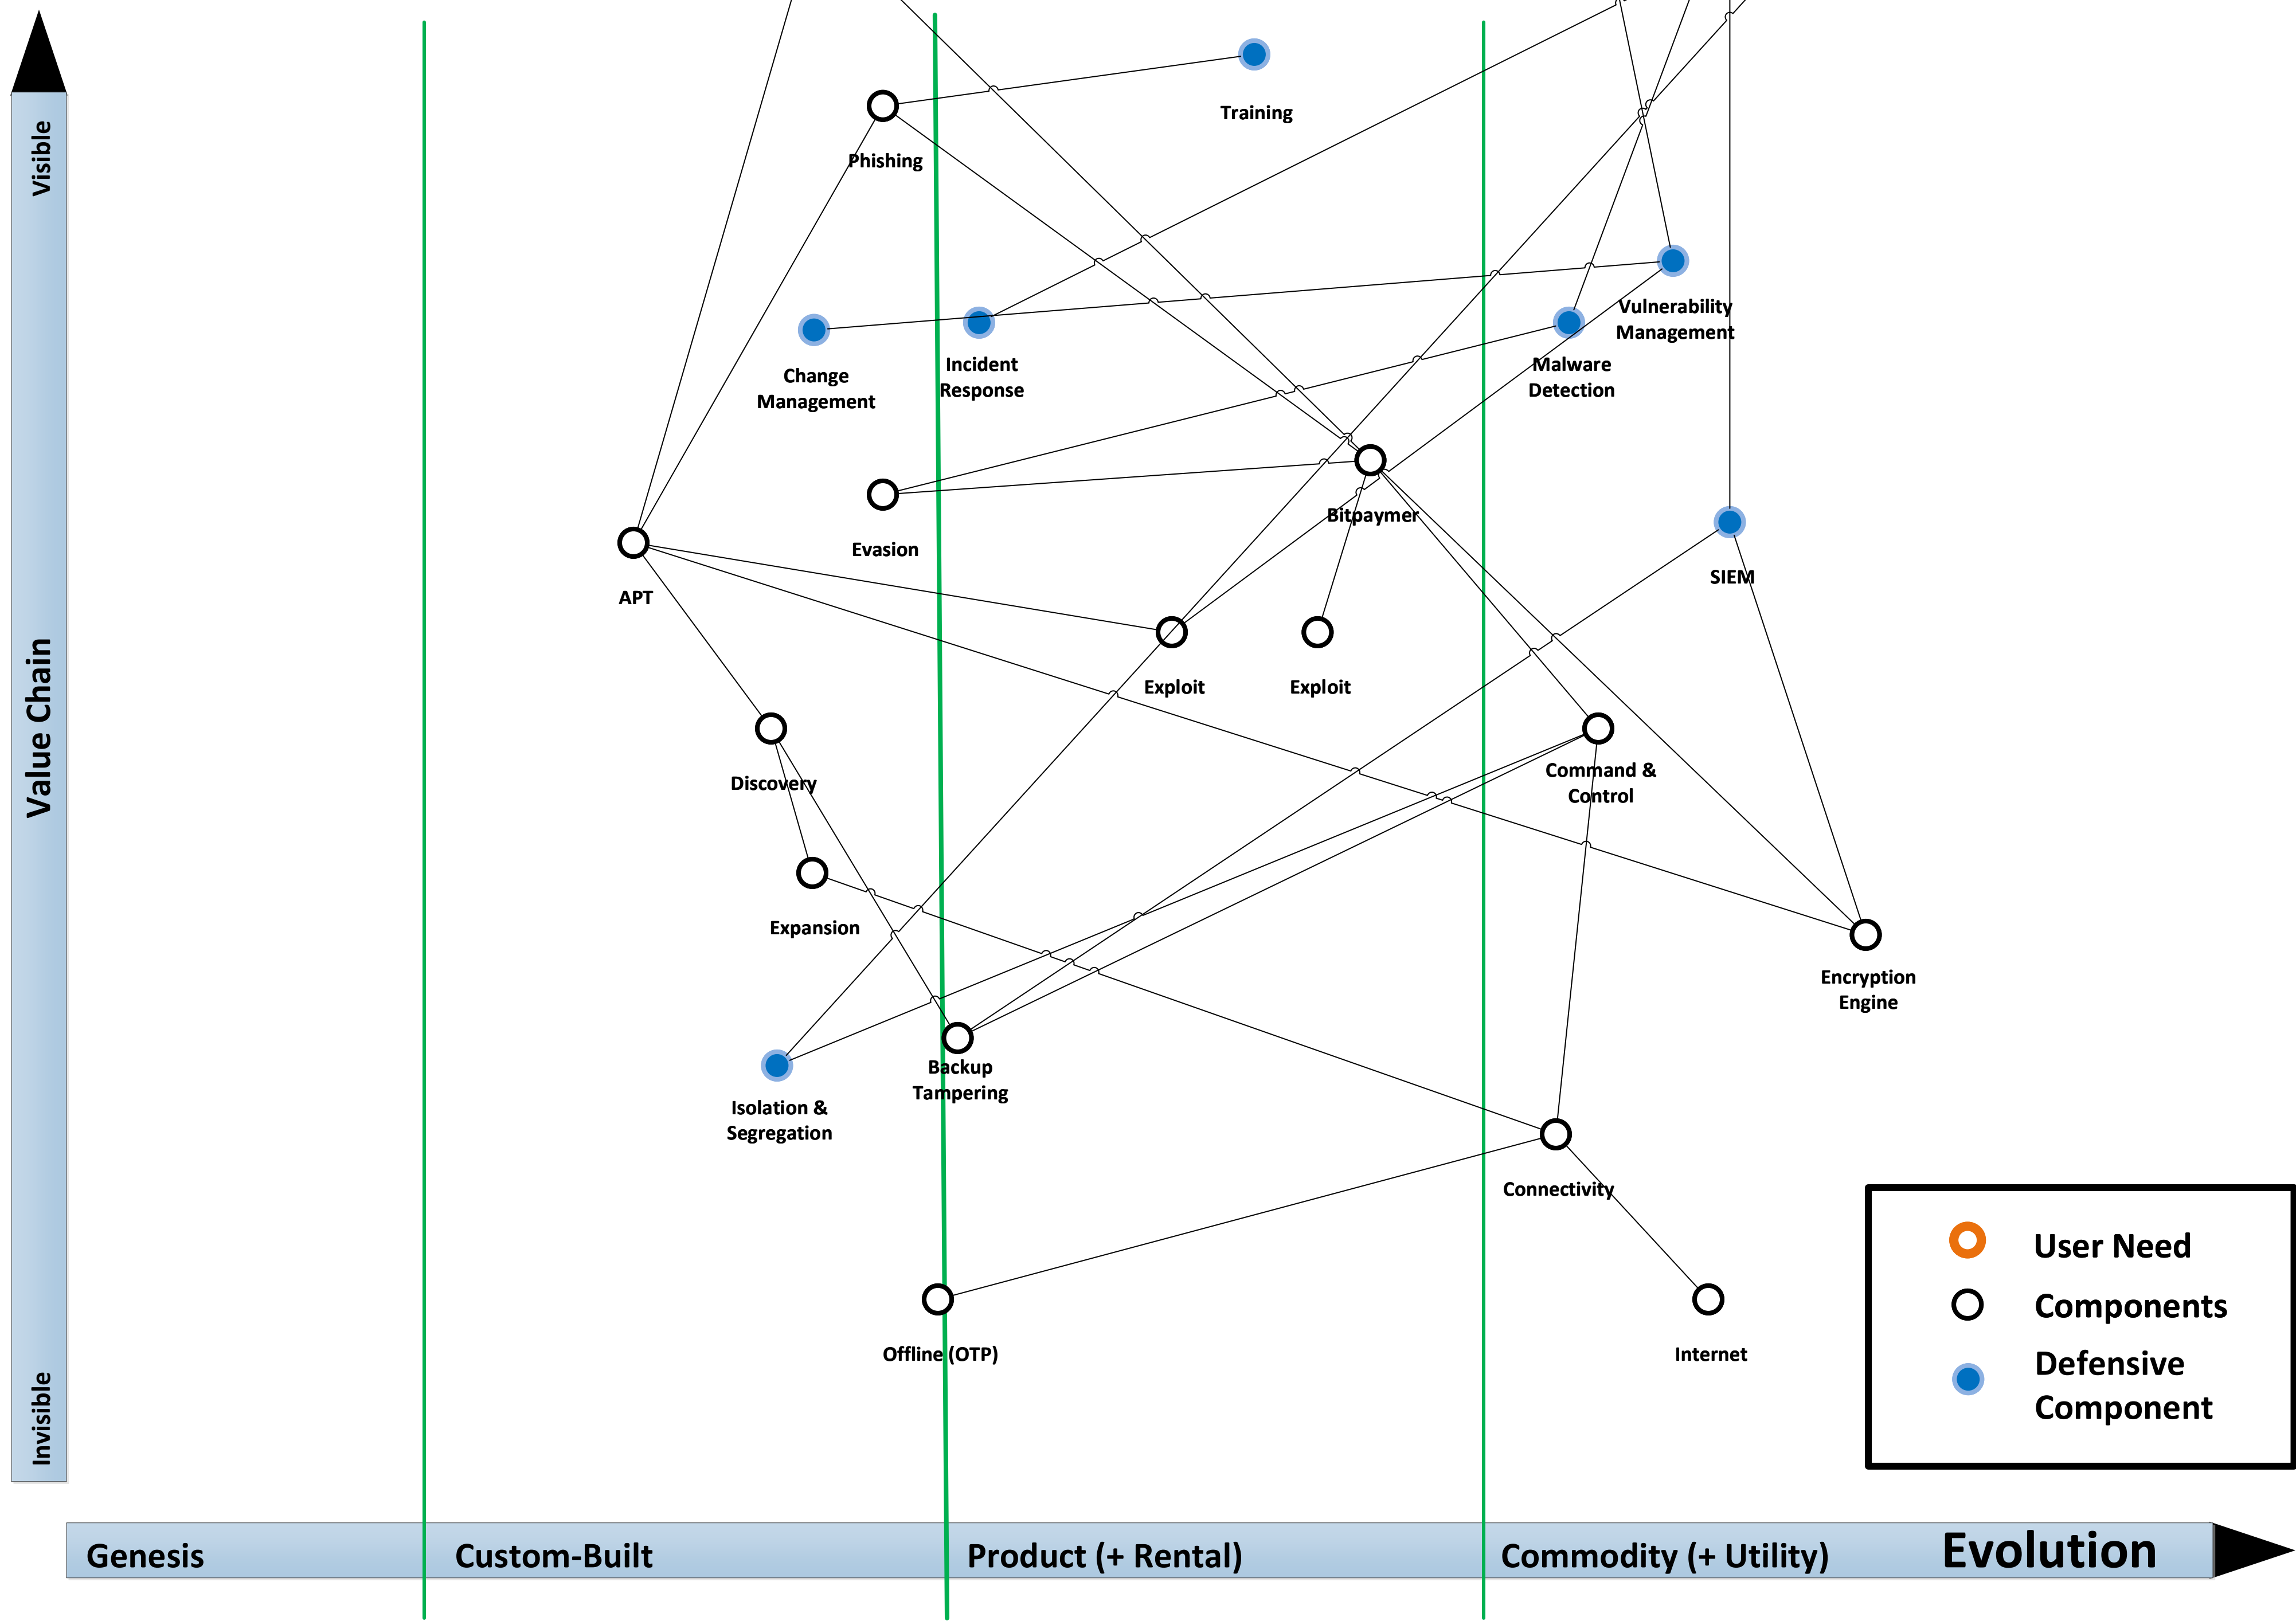 Visible
Value Chain
Invisible
Training
Phishing
Vulnerability
Management
Change
Management
Incident
Response
Malware
Detection
Evasion
Bitpaymer
APT
SIEM
Exploit
Exploit
Discovery
Command &
Control
Expansion
Encryption
Engine
Backup
Tampering
Isolation &
Segregation
Connectivity
Offline (OTP)
Internet
User Need
Components
Defensive
Component
Genesis
Custom-Built
Product (+ Rental)
Commodity (+ Utility)
Evolution